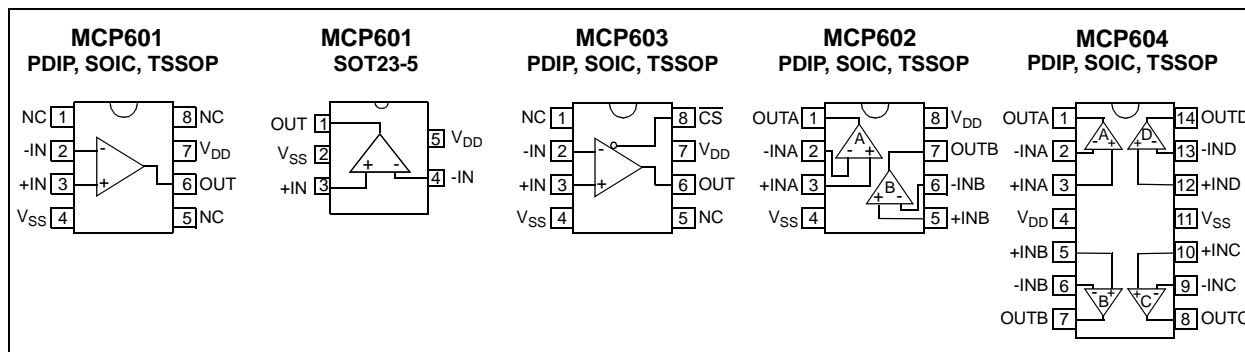 MCP601
PDIP, SOIC, TSSOP
NC 1
-IN 2
+IN 3
VSS 4
8 NC
7 VDD
6 OUT
5 NC
- +
MCP601
SOT23-5
OUT 1
VSS 2
+IN 3
5 VDD
4 -IN
+ -
MCP603
PDIP, SOIC, TSSOP
NC 1
-IN 2
+IN 3
VSS 4
8 CS
7 VDD
6 OUT
5 NC
- +
MCP602
PDIP, SOIC, TSSOP
OUTA 1
-INA 2
+INA 3
VSS 4
8 VDD
7 OUTB
6 -INB
5 +INB
A
- +
B
+ -
MCP604
PDIP, SOIC, TSSOP
OUTA 1
-INA 2
+INA 3
VDD 4
+INB 5
-INB 6
OUTB 7
14 OUTD
13 -IND
12 +IND
11 VSS
10 +INC
9 -INC
8 OUTC
A
- +
D
+ -
- +
B
+ -
C